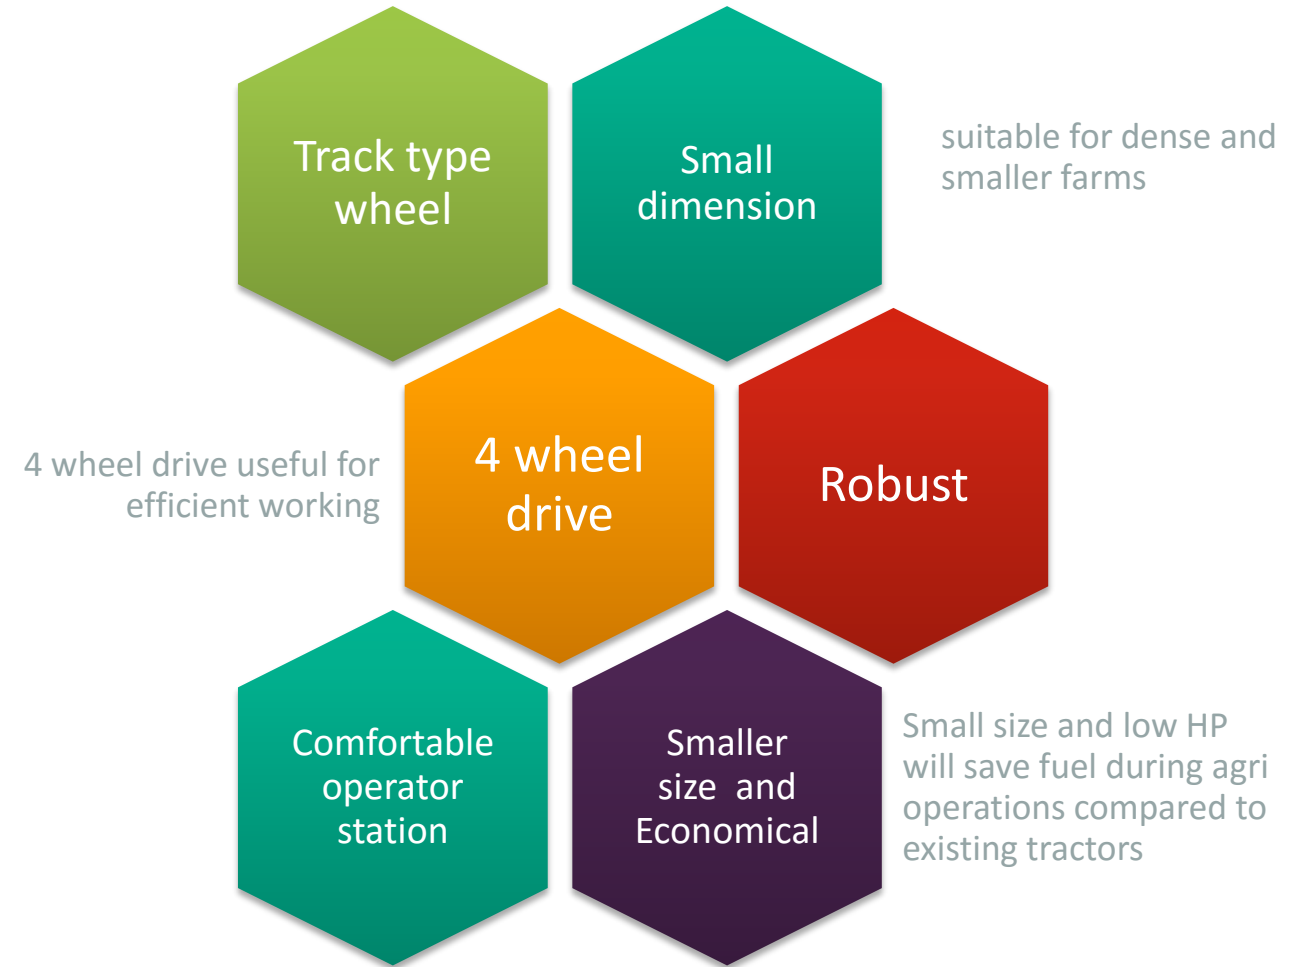 Track type
wheel
Small
dimension
suitable for dense and
smaller farms
4 wheel drive useful for
efficient working
4 wheel
drive
Robust
Comfortable
operator
station
Smaller
size  and
Economical
Small size and low HP
will save fuel during agri
operations compared to
existing tractors